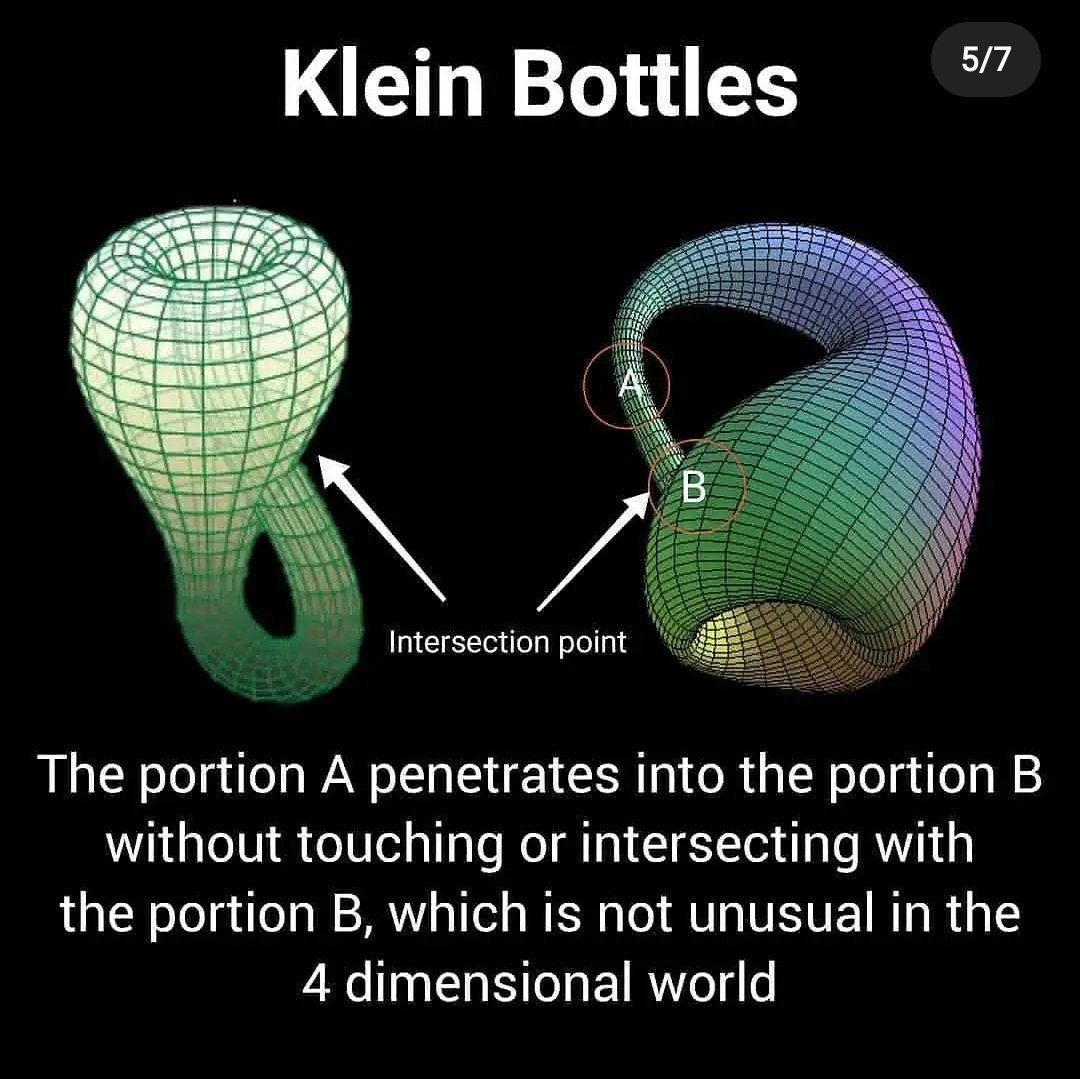 Klein Bottles
5/7
A
B
Intersection point
The portion A penetrates into the portion B
without touching or intersecting with
the portion B, which is not unusual in the
4 dimensional world